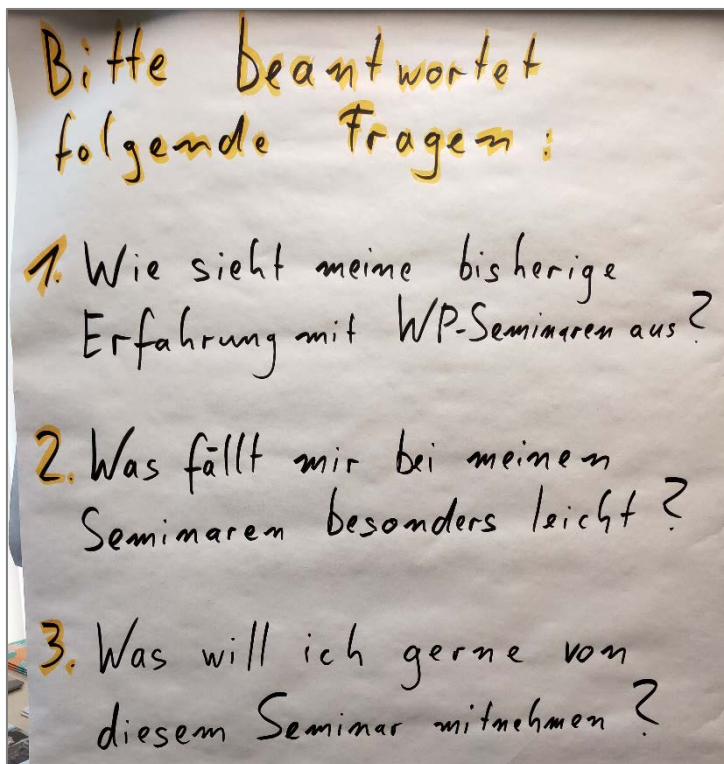 Bitte beantwortet
folgende Fragen:
1. Wie sieht meine bisherige
Erfahrung mit WP-Seminaren aus?
2. Was fällt mir bei meinen
Seminaren besonders leicht?
3. Was will ich gerne von
diesem Seminar mitnehmen?